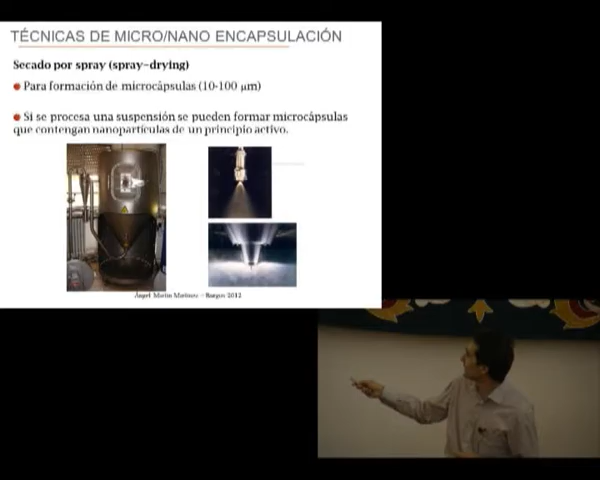 TÉCNICAS DE MICRO/NANO ENCAPSULACIÓN
Secado por spray (spray-drying)
Para formación de microcápsulas (10-100 µm)
Si se procesa una suspensión se pueden formar microcápsulas
que contengan nanopartículas de un principio activo.
Ángel Martín Martínez - Burgos 2012